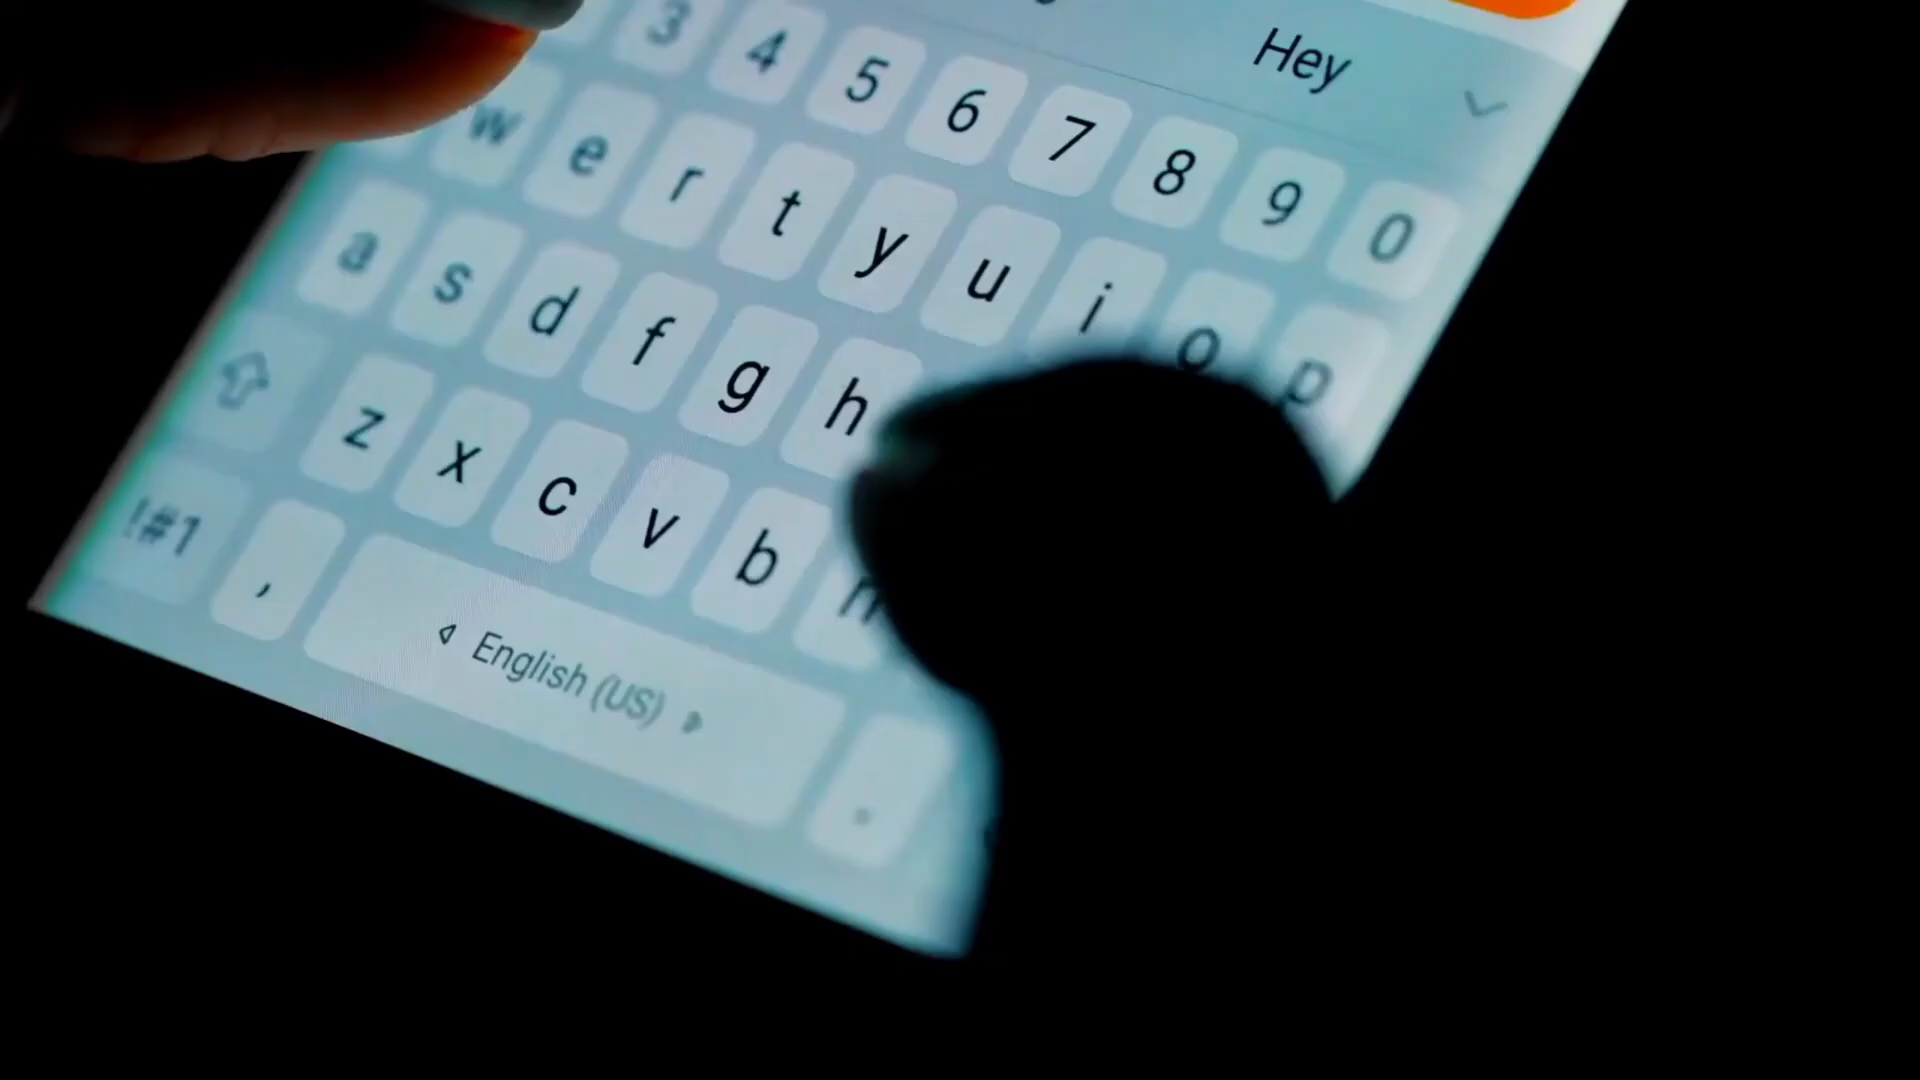 Hey
3 4 5 6 7 8 9 0
w e r t y u i o p
a s d f g h
z x c v b n
!#1 , English (US) .